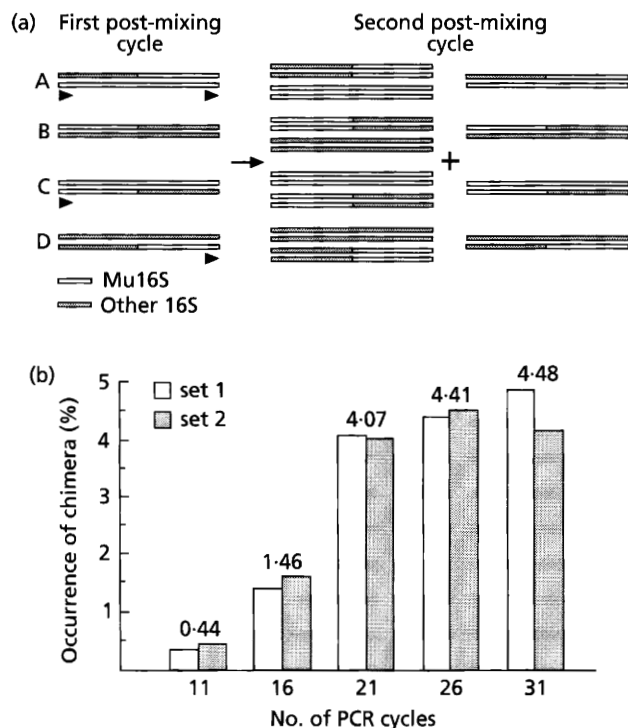 (a) First post-mixing cycle
Second post-mixing cycle
A
B
C
D
+
Mu16S
Other 16S
(b)
Occurrence of chimera (%)
5
4
3
2
1
set 1
set 2
0·44
1·46
4·07
4·41
4·48
11 16 21 26 31
No. of PCR cycles